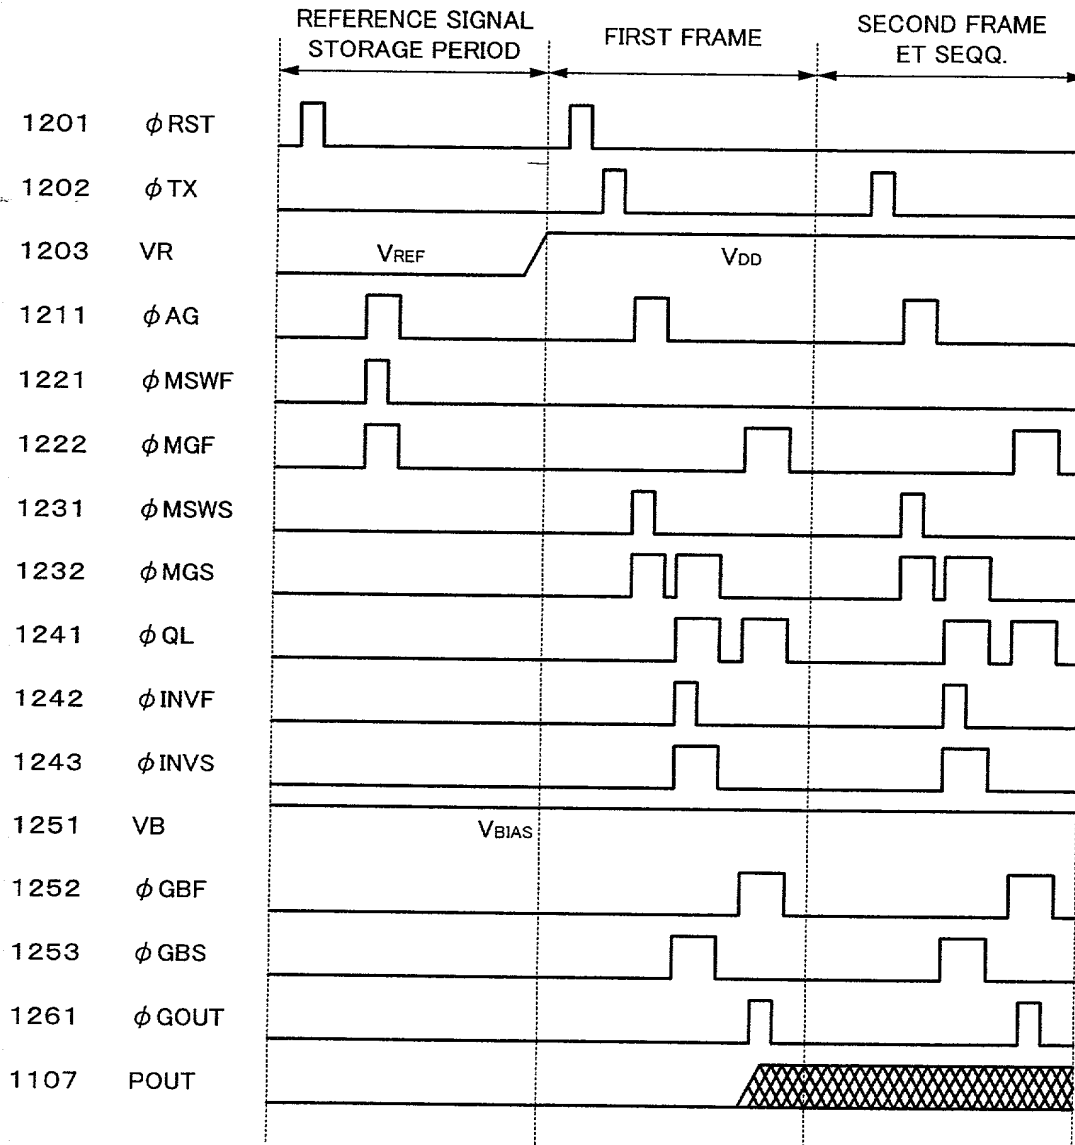 REFERENCE SIGNAL
STORAGE PERIOD
FIRST FRAME
SECOND FRAME
ET SEQQ.
1201 φRST
1202 φTX
1203 VR VREF VDD
1211 φAG
1221 φMSWF
1222 φMGF
1231 φMSWS
1232 φMGS
1241 φQL
1242 φINVF
1243 φINVS
1251 VB VBIAS
1252 φGBF
1253 φGBS
1261 φGOUT
1107 POUT